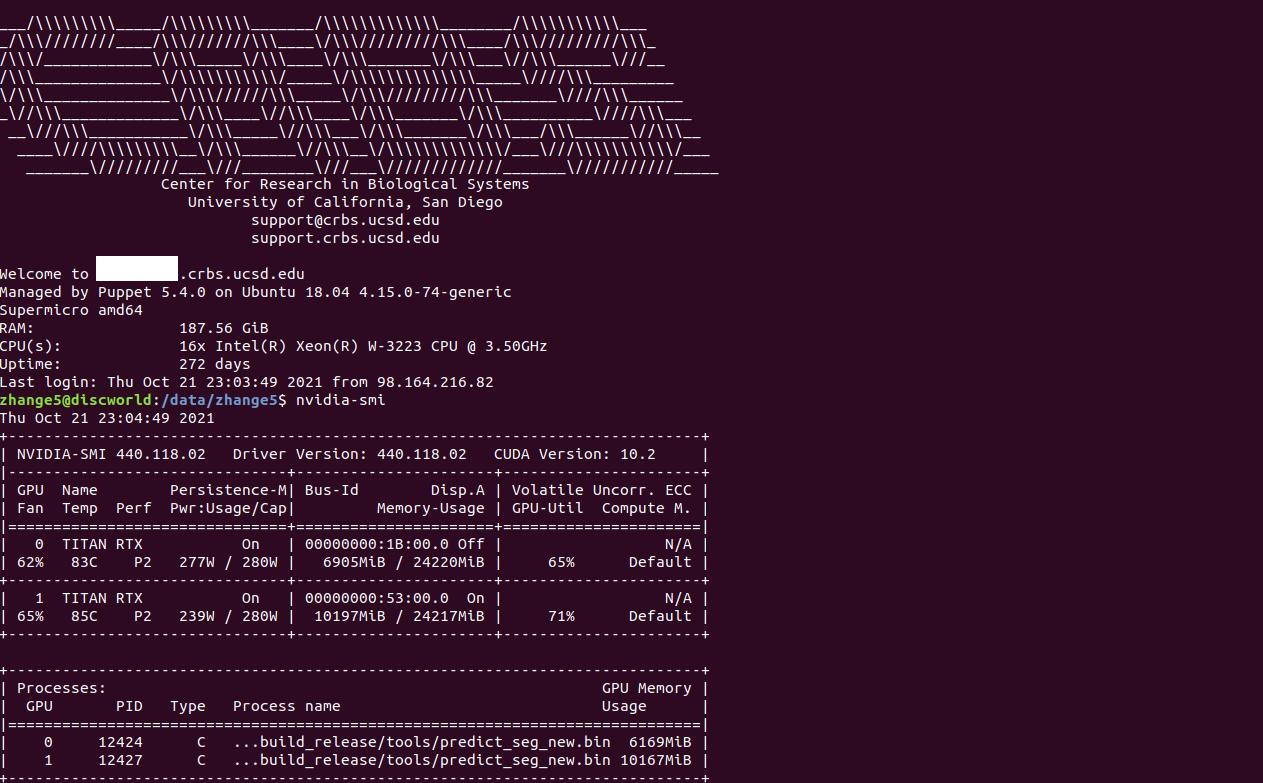 ___/\\\\\\\\\_____/\\\\\\\\\_______/\\\\\\\\\\\\\________/\\\\\\\\\\\___
_/\\\////////____/\\\///////\\\____\/\\\/////////\\\____/\\\/////////\\\_
/\\\/____________\/\\\_____\/\\\____\/\\\_______\/\\\___\//\\\______\///__
/\\\______________\/\\\\\\\\\\\/_____\/\\\\\\\\\\\\\\_____\////\\\_________
\/\\\______________\/\\\//////\\\_____\/\\\/////////\\\_______\////\\\______
_\//\\\_____________\/\\\____\//\\\____\/\\\_______\/\\\__________\////\\\___
__\///\\\___________\/\\\_____\//\\\___\/\\\_______\/\\\___/\\\______\//\\\__
____\////\\\\\\\\\__\/\\\______\//\\\__\/\\\\\\\\\\\\\/___\///\\\\\\\\\\\/___
_______\/////////___\///________\///___\/////////////_______\///////////_____
Center for Research in Biological Systems
University of California, San Diego
support@crbs.ucsd.edu
support.crbs.ucsd.edu
Welcome to .crbs.ucsd.edu
Managed by Puppet 5.4.0 on Ubuntu 18.04 4.15.0-74-generic
Supermicro amd64
RAM: 187.56 GiB
CPU(s): 16x Intel(R) Xeon(R) W-3223 CPU @ 3.50GHz
Uptime: 272 days
Last login: Thu Oct 21 23:03:49 2021 from 98.164.216.82
zhange5@discworld:/data/zhange5$ nvidia-smi
Thu Oct 21 23:04:49 2021
+-----------------------------------------------------------------------------+
| NVIDIA-SMI 440.118.02   Driver Version: 440.118.02   CUDA Version: 10.2     |
|-------------------------------+----------------------+----------------------+
| GPU  Name        Persistence-M| Bus-Id        Disp.A | Volatile Uncorr. ECC |
| Fan  Temp  Perf  Pwr:Usage/Cap|         Memory-Usage | GPU-Util  Compute M. |
|===============================+======================+======================|
|   0  TITAN RTX           On   | 00000000:1B:00.0 Off |                  N/A |
| 62%   83C    P2   277W / 280W |   6905MiB / 24220MiB |     65%      Default |
+-------------------------------+----------------------+----------------------+
|   1  TITAN RTX           On   | 00000000:53:00.0  On |                  N/A |
| 65%   85C    P2   239W / 280W |  10197MiB / 24217MiB |     71%      Default |
+-------------------------------+----------------------+----------------------+
+-----------------------------------------------------------------------------+
| Processes:                                                       GPU Memory |
|  GPU       PID   Type   Process name                             Usage      |
|=============================================================================|
|    0     12424      C   ...build_release/tools/predict_seg_new.bin  6169MiB |
|    1     12427      C   ...build_release/tools/predict_seg_new.bin 10167MiB |
+-----------------------------------------------------------------------------+